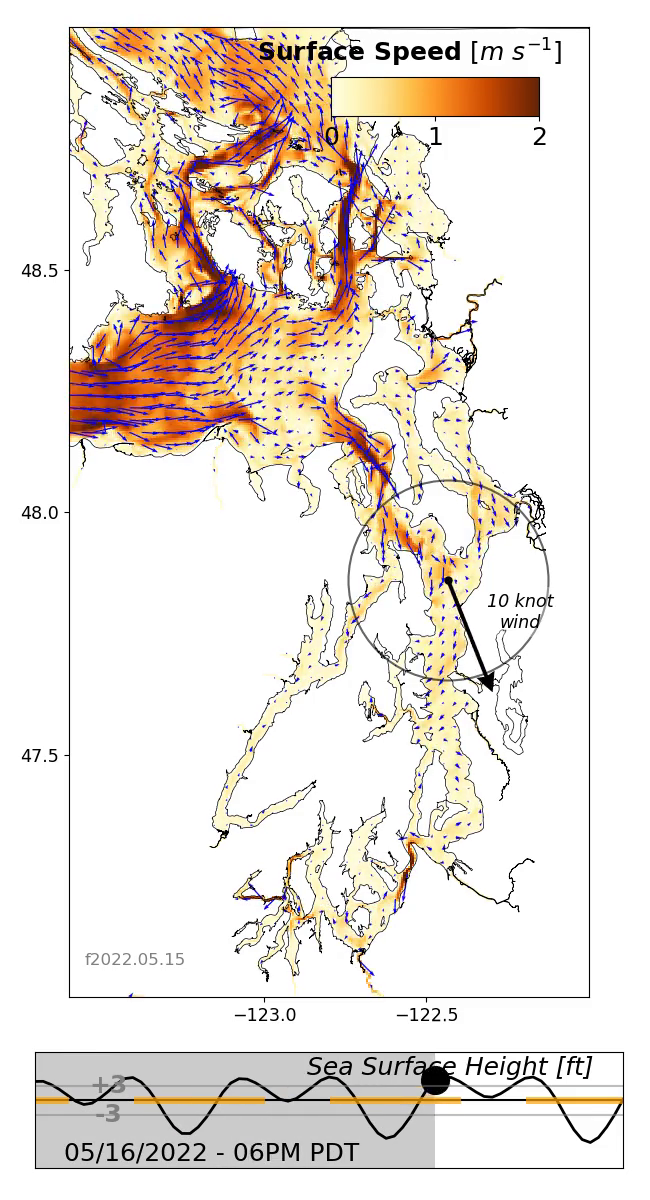 Surface Speed [m s⁻¹]
0 1 2
48.5
48.0
10 knot
wind
47.5
f2022.05.15
−123.0 −122.5
Sea Surface Height [ft]
+3
-3
05/16/2022 - 06PM PDT